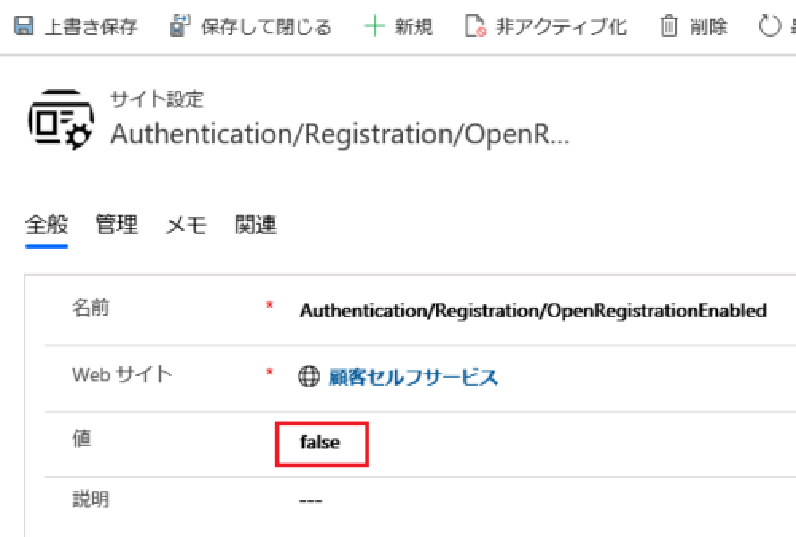 上書き保存 保存して閉じる 新規 非アクティブ化 削除
サイト設定
Authentication/Registration/OpenR...
全般 管理 メモ 関連
名前 * Authentication/Registration/OpenRegistrationEnabled
Web サイト * 顧客セルフサービス
値 false
説明 ---